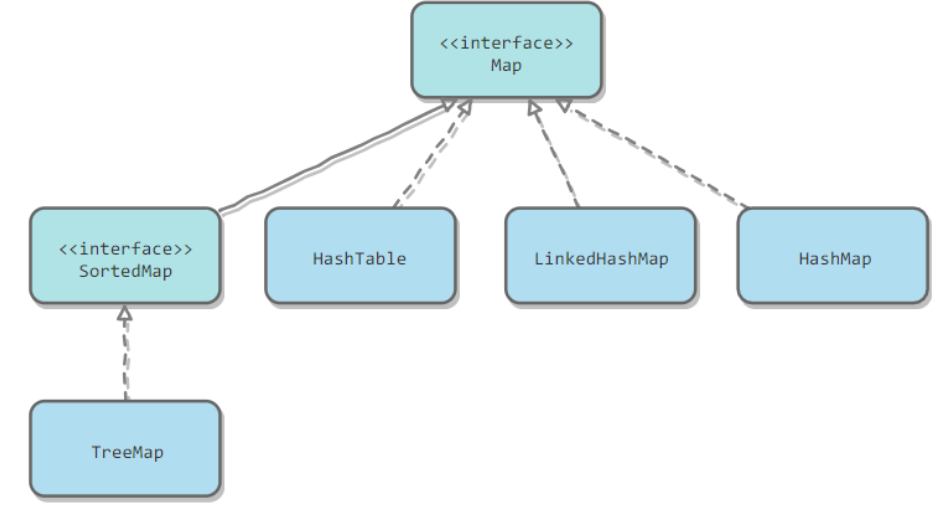 <<interface>>
Map
<<interface>>
SortedMap
HashTable
LinkedHashMap
HashMap
TreeMap